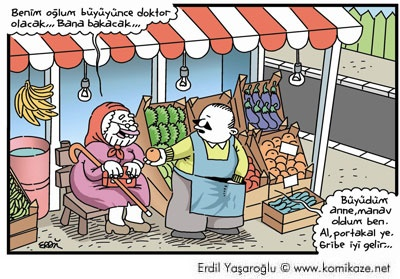 Benim oğlum büyüyünce doktor
olacak,,, Bana bakacak,,,
Büyüdüm
anne,manav
oldum ben.
Al,portakal ye.
Gribe iyi gelir...
ERDİL
Erdil Yaşaroğlu © www.komikaze.net